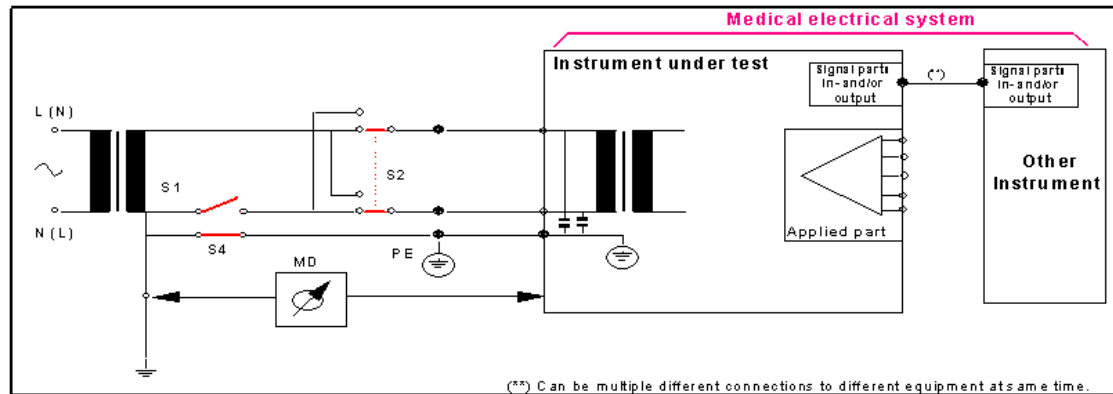 Medical electrical system
Instrument under test
Signal parts
in-and/or
output
(*)
Signal parts
in-and/or
output
L (N)
S1
S2
Other
Instrument
N (L)
S4
PE
Applied part
MD
(**) Can be multiple different connections to different equipment at same time.